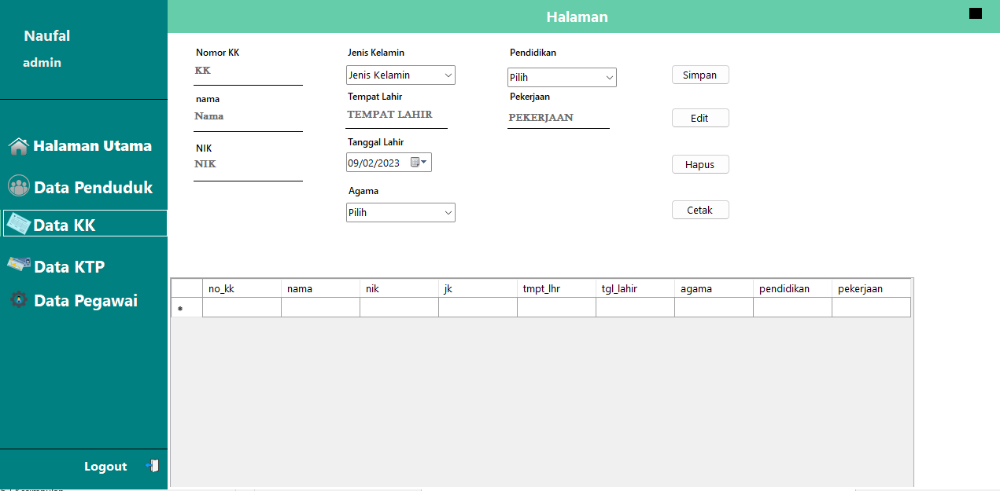 Halaman
Naufal
admin
Halaman Utama
Data Penduduk
Data KK
Data KTP
Data Pegawai
Logout
Nomor KK
KK
nama
Nama
NIK
NIK
Jenis Kelamin
Jenis Kelamin
Tempat Lahir
TEMPAT LAHIR
Tanggal Lahir
09/02/2023
Agama
Pilih
Pendidikan
Pilih
Pekerjaan
PEKERJAAN
Simpan
Edit
Hapus
Cetak
no_kk nama nik jk tmpt_lhr tgl_lahir agama pendidikan pekerjaan
*